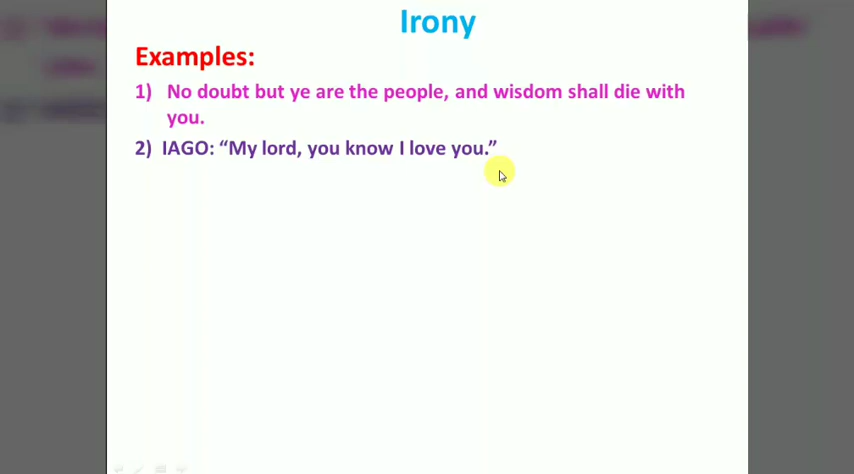 Irony
Examples:
1) No doubt but ye are the people, and wisdom shall die with
you.
2) IAGO: “My lord, you know I love you.”